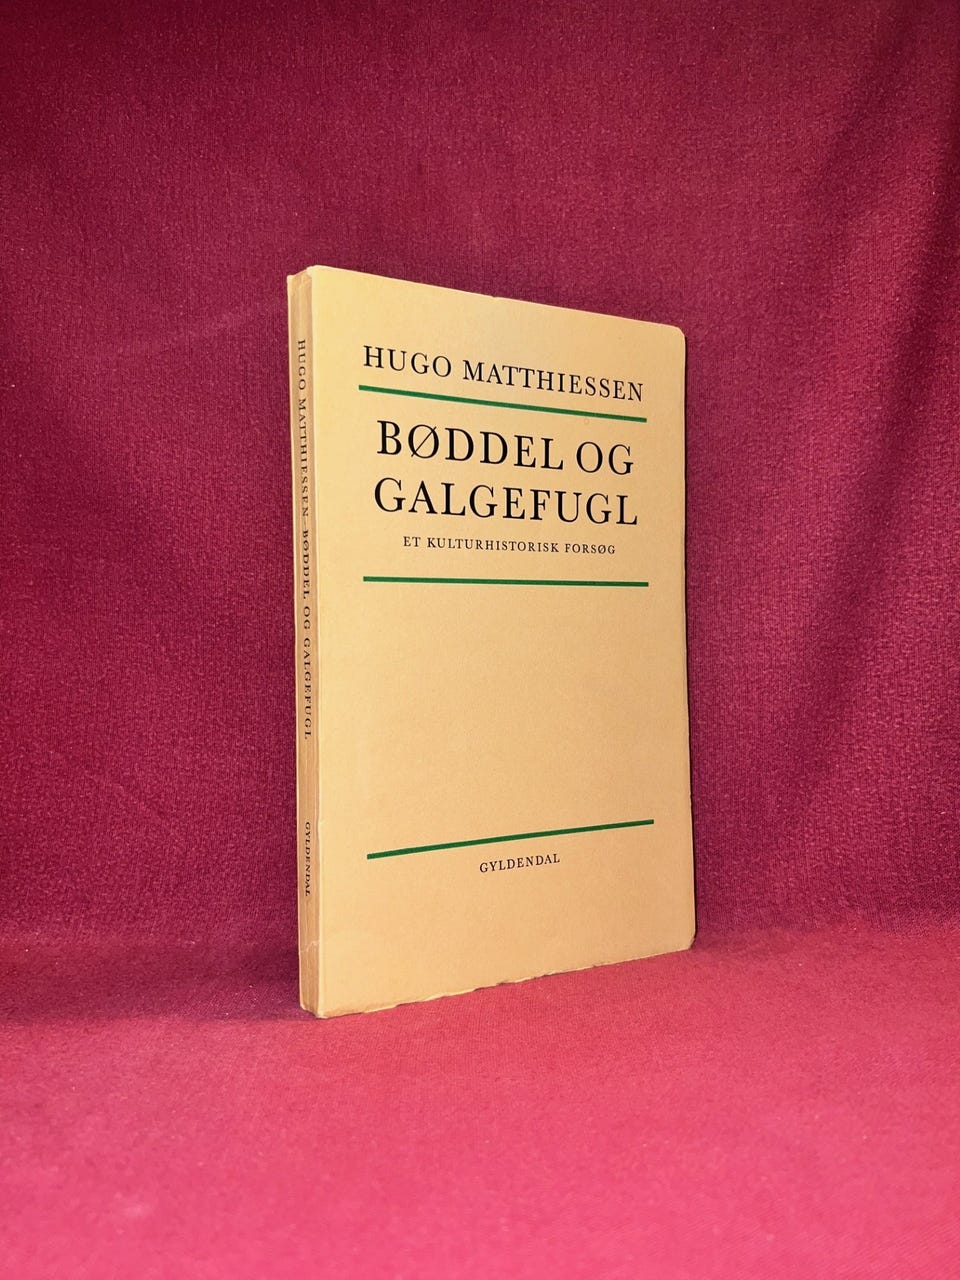 HUGO MATTHIESSEN
BØDDEL OG
GALGEFUGL
ET KULTURHISTORISK FORSØG
GYLDENDAL
HUGO MATTHIESSEN-BØDDEL OG GALGEFUGL
GYLDENDAL